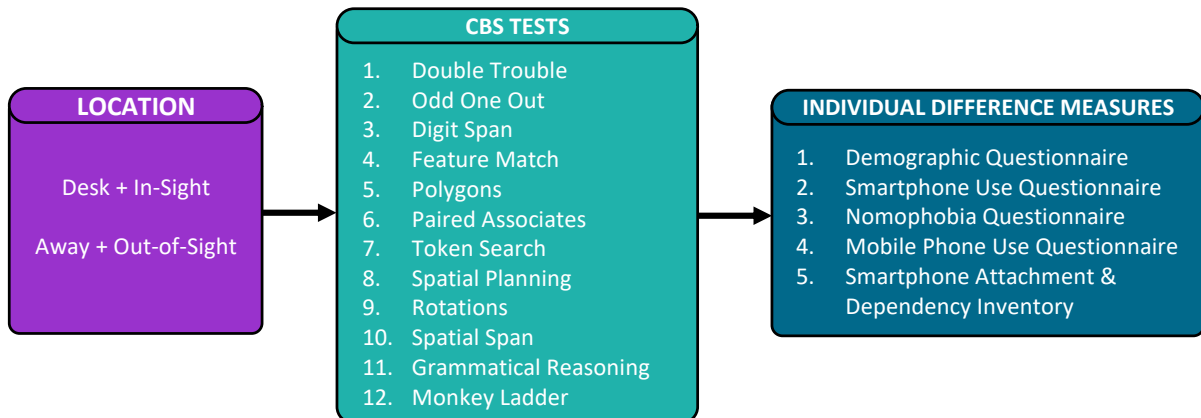 LOCATION
Desk + In-Sight
Away + Out-of-Sight
CBS TESTS
1. Double Trouble
2. Odd One Out
3. Digit Span
4. Feature Match
5. Polygons
6. Paired Associates
7. Token Search
8. Spatial Planning
9. Rotations
10. Spatial Span
11. Grammatical Reasoning
12. Monkey Ladder
INDIVIDUAL DIFFERENCE MEASURES
1. Demographic Questionnaire
2. Smartphone Use Questionnaire
3. Nomophobia Questionnaire
4. Mobile Phone Use Questionnaire
5. Smartphone Attachment &
Dependency Inventory